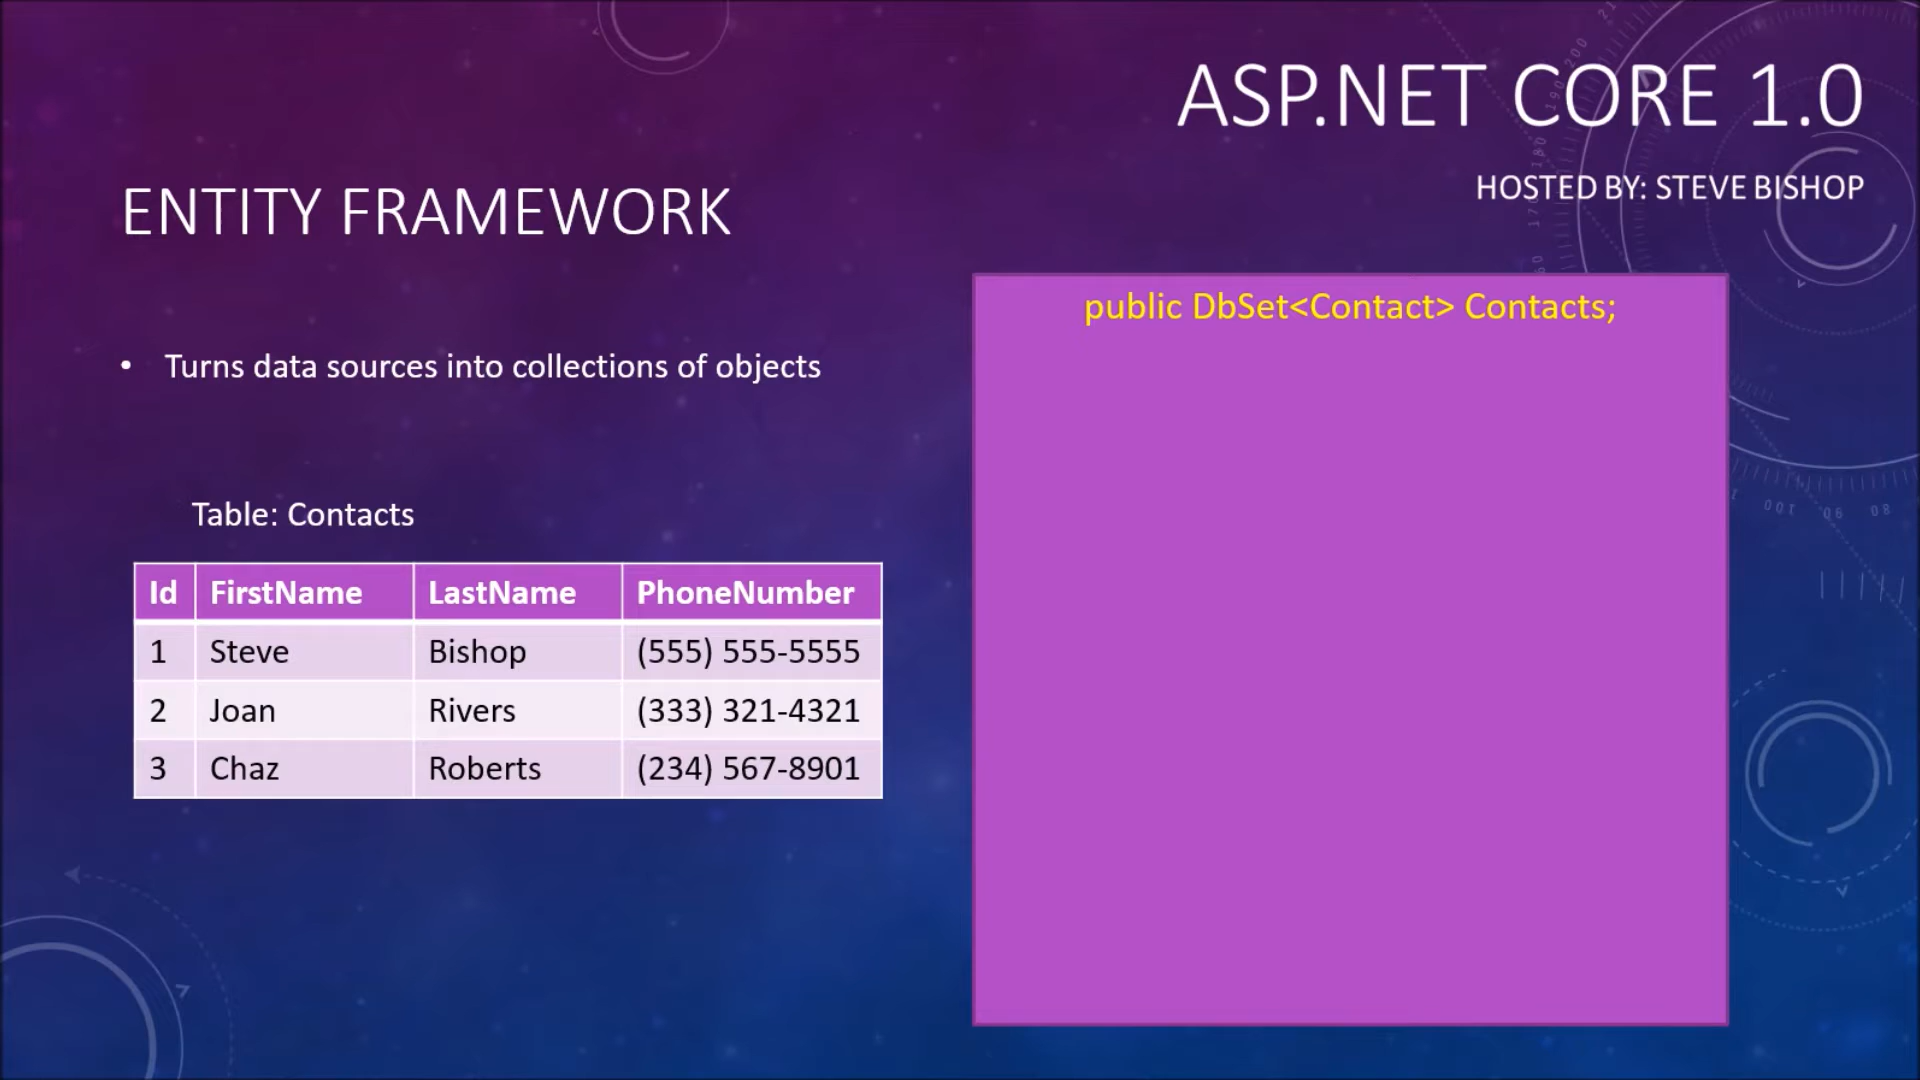 ASP.NET CORE 1.0
HOSTED BY: STEVE BISHOP
ENTITY FRAMEWORK
• Turns data sources into collections of objects
Table: Contacts
Id FirstName LastName PhoneNumber
1 Steve Bishop (555) 555-5555
2 Joan Rivers (333) 321-4321
3 Chaz Roberts (234) 567-8901
public DbSet<Contact> Contacts;